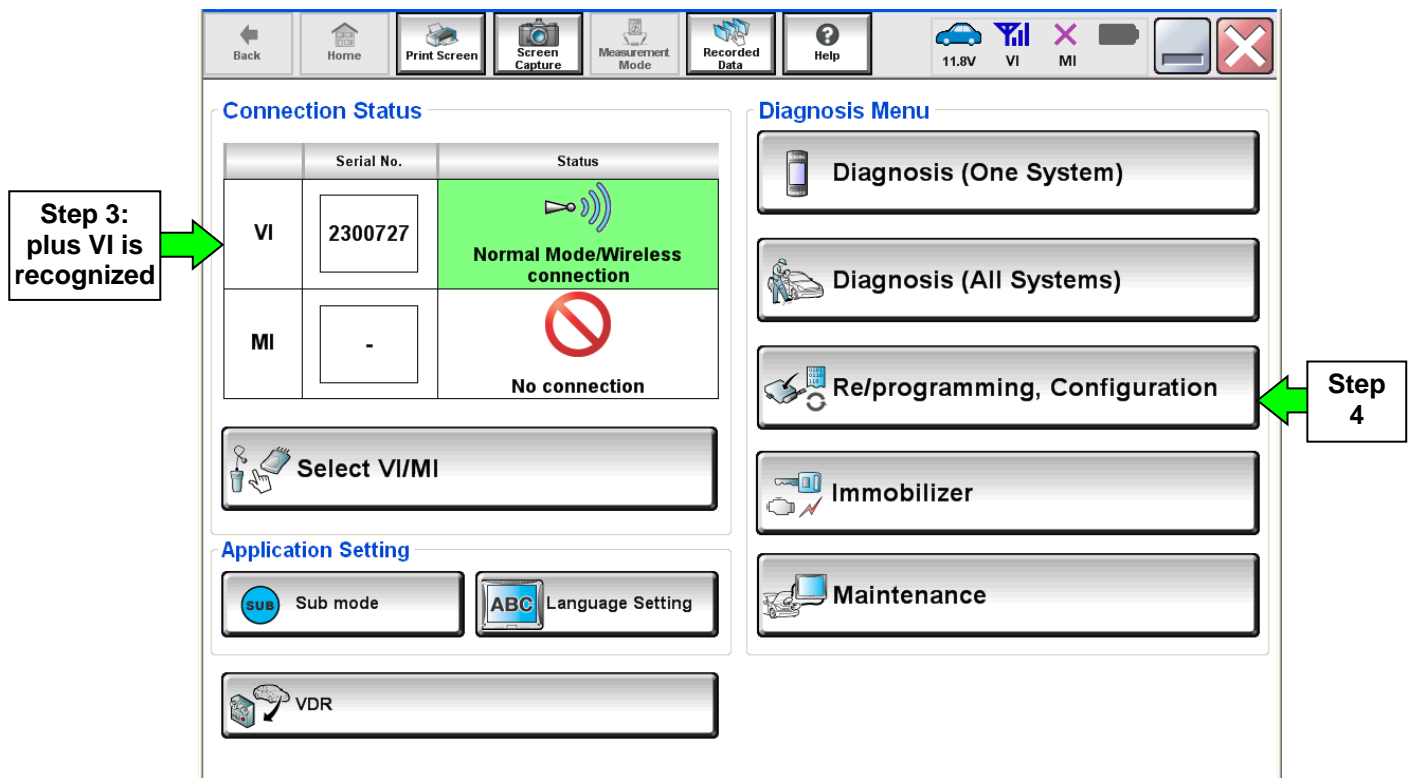 Back
Home
Print Screen
Screen
Capture
Measurement
Mode
Recorded
Data
Help
11.8V
VI
MI
Connection Status
Serial No.
Status
VI
2300727
Normal Mode/Wireless
connection
MI
-
No connection
Select VI/MI
Application Setting
SUB
Sub mode
ABC
Language Setting
VDR
Diagnosis Menu
Diagnosis (One System)
Diagnosis (All Systems)
Re/programming, Configuration
Immobilizer
Maintenance
Step 3:
plus VI is
recognized
Step
4